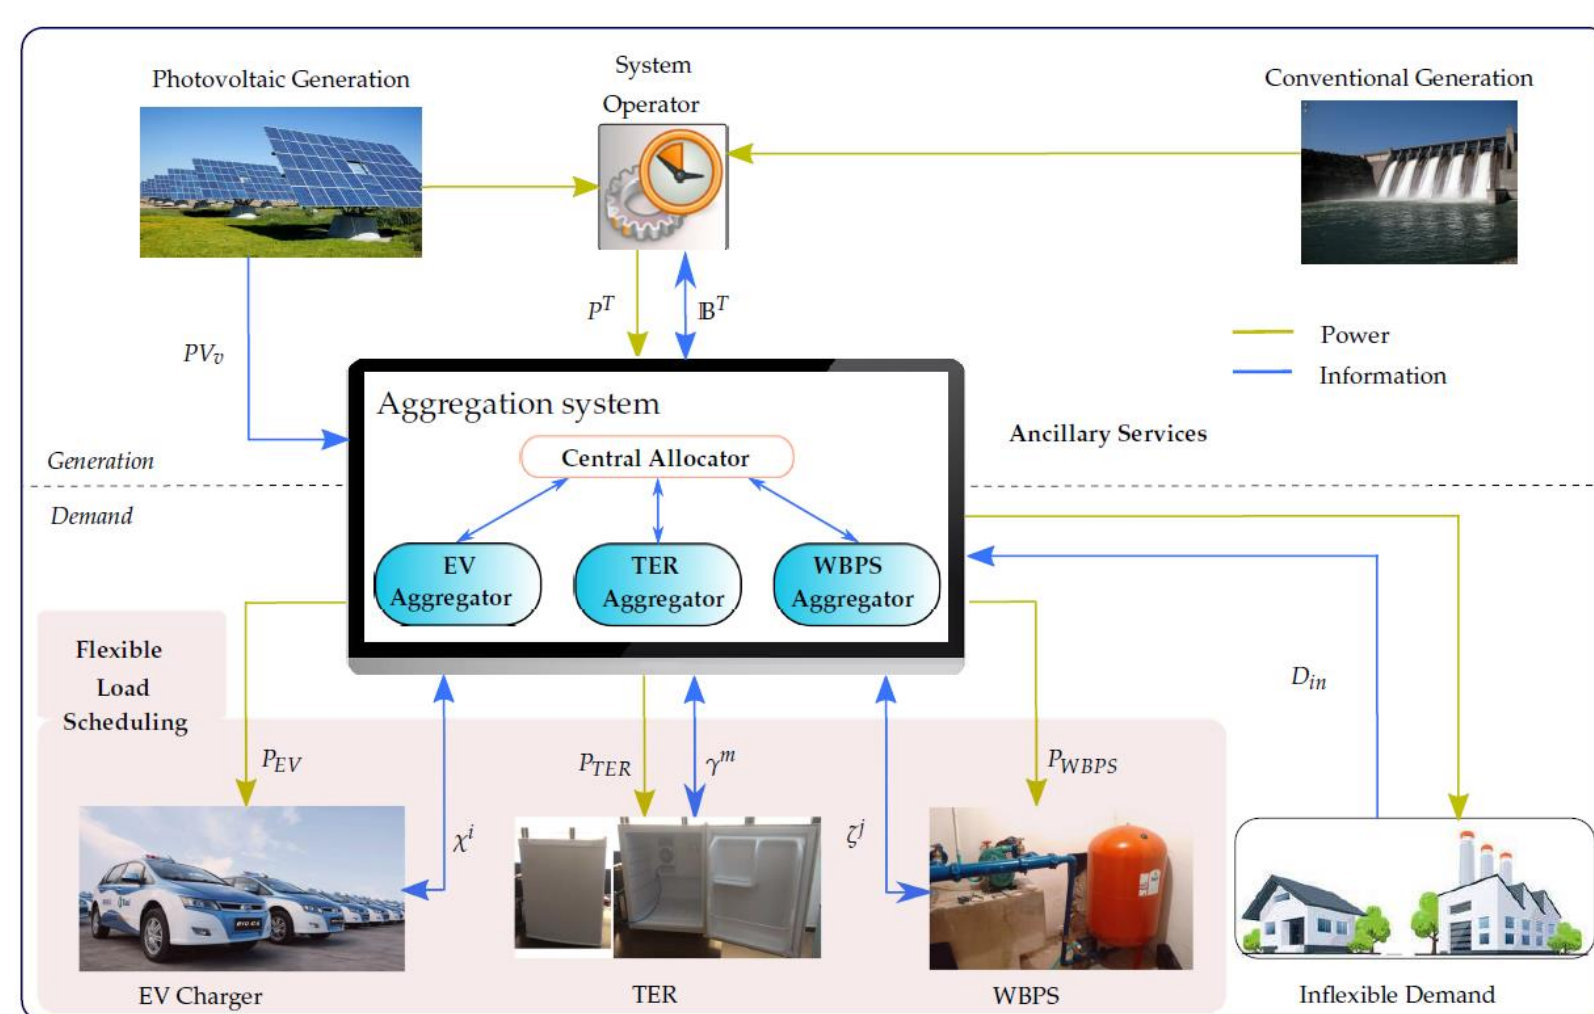 Photovoltaic Generation
System
Operator
Conventional Generation
P^T
𝔹^T
PV_v
Power
Information
Aggregation system
Central Allocator
Ancillary Services
Generation
Demand
EV
Aggregator
TER
Aggregator
WBPS
Aggregator
Flexible
Load
Scheduling
D_in
P_EV
P_TER
γ^m
P_WBPS
χ^i
ζ^j
EV Charger
TER
WBPS
Inflexible Demand